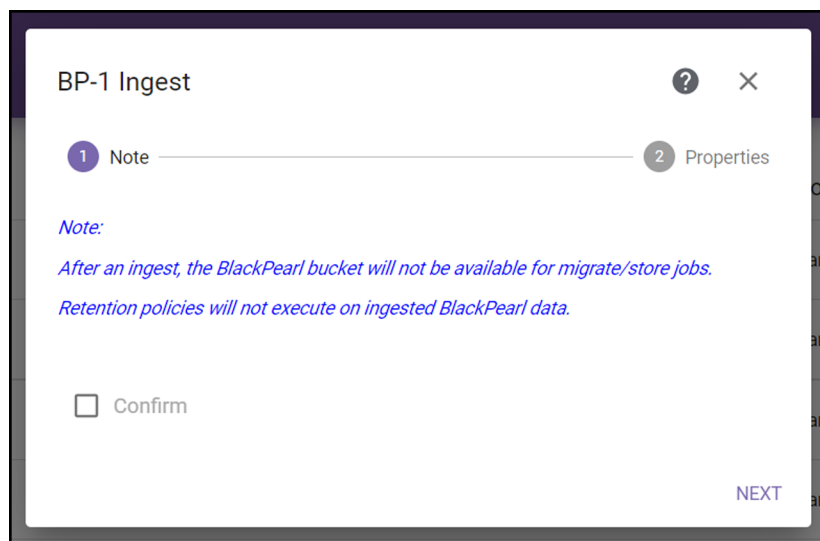 BP-1 Ingest
?
1 Note
2 Properties
Note:
After an ingest, the BlackPearl bucket will not be available for migrate/store jobs.
Retention policies will not execute on ingested BlackPearl data.
Confirm
NEXT